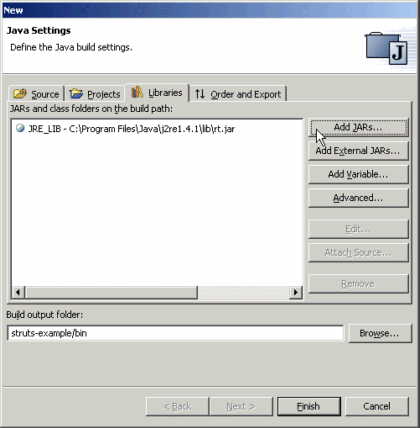 New
Java Settings
Define the Java build settings.
J
Source Projects Libraries Order and Export
JARs and class folders on the build path:
JRE_LIB - C:\Program Files\Java\j2re1.4.1\lib\rt.jar
Add JARs...
Add External JARs...
Add Variable...
Advanced...
Edit...
Attach Source...
Remove
Build output folder:
struts-example/bin
Browse...
< Back Next > Finish Cancel